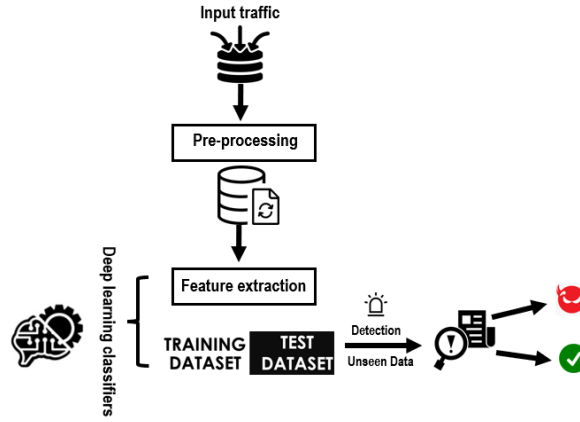 Input traffic
Pre-processing
Feature extraction
Deep learning classifiers
TRAINING
DATASET
TEST
DATASET
Detection
Unseen Data